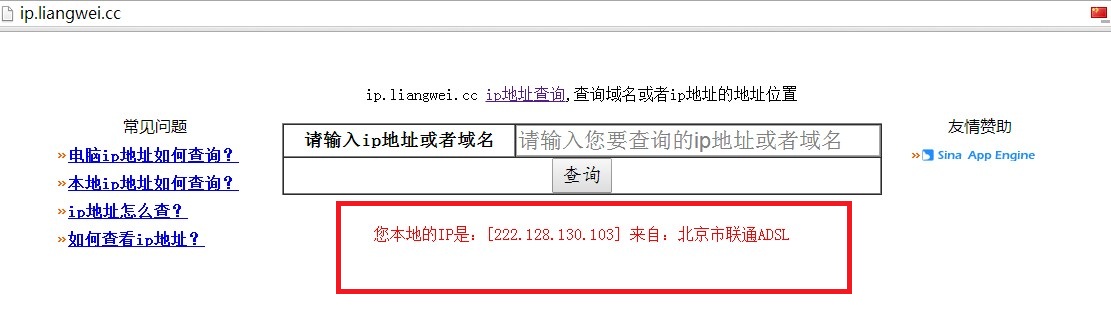 ip.liangwei.cc
ip.liangwei.cc ip地址查询,查询域名或者ip地址的地址位置
常见问题
»电脑ip地址如何查询?
»本地ip地址如何查询?
»ip地址怎么查?
»如何查看ip地址?
请输入ip地址或者域名 请输入您要查询的ip地址或者域名
查询
您本地的IP是：[222.128.130.103] 来自：北京市联通ADSL
友情赞助
»Sina App Engine